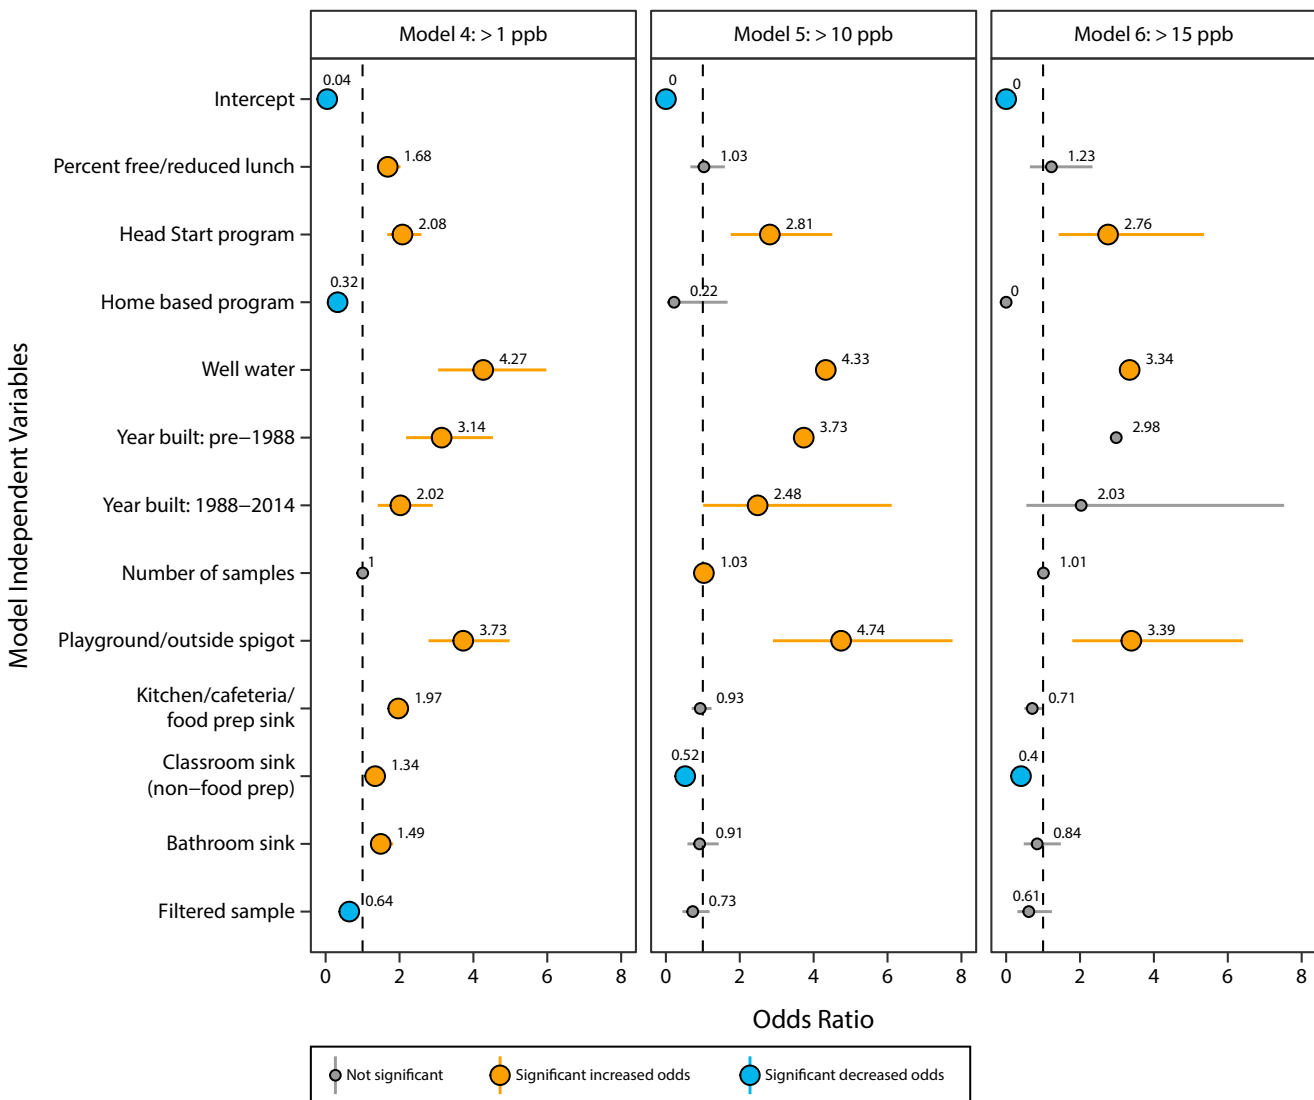 Model 4: > 1 ppb
Model 5: > 10 ppb
Model 6: > 15 ppb
Model Independent Variables
Intercept
0.04
0
0
Percent free/reduced lunch
1.68
1.03
1.23
Head Start program
2.08
2.81
2.76
Home based program
0.32
0.22
0
Well water
4.27
4.33
3.34
Year built: pre−1988
3.14
3.73
2.98
Year built: 1988−2014
2.02
2.48
2.03
Number of samples
1
1.03
1.01
Playground/outside spigot
3.73
4.74
3.39
Kitchen/cafeteria/
food prep sink
1.97
0.93
0.71
Classroom sink
(non−food prep)
1.34
0.52
0.4
Bathroom sink
1.49
0.91
0.84
Filtered sample
0.64
0.73
0.61
0 2 4 6 8
0 2 4 6 8
0 2 4 6 8
Odds Ratio
Not significant
Significant increased odds
Significant decreased odds